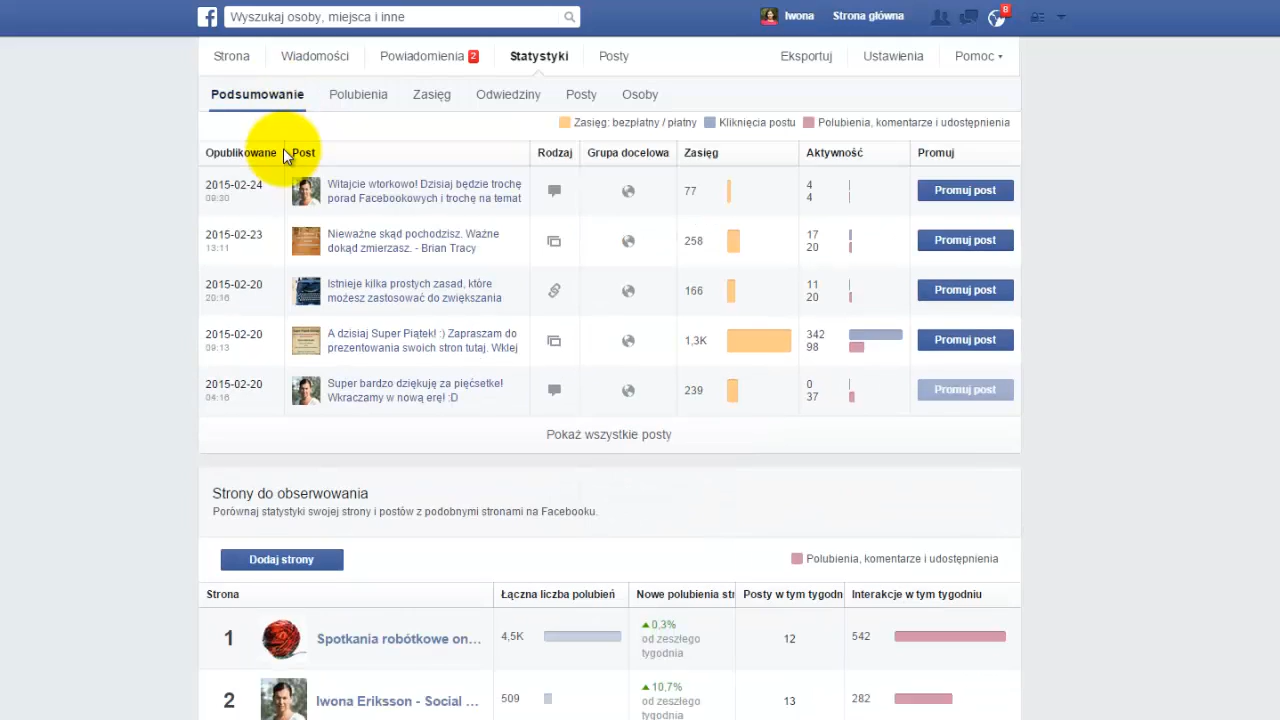 Wyszukaj osoby, miejsca i inne
Iwona
Strona główna
8
Strona
Wiadomości
Powiadomienia 2
Statystyki
Posty
Eksportuj
Ustawienia
Pomoc
Podsumowanie
Polubienia
Zasięg
Odwiedziny
Posty
Osoby
Zasięg: bezpłatny / płatny
Kliknięcia postu
Polubienia, komentarze i udostępnienia
Opublikowane
Post
Rodzaj
Grupa docelowa
Zasięg
Aktywność
Promuj
2015-02-24
09:30
Witajcie wtorkowo! Dzisiaj będzie trochę
porad Facebookowych i trochę na temat
77
4
4
Promuj post
2015-02-23
13:11
Nieważne skąd pochodzisz. Ważne
dokąd zmierzasz. - Brian Tracy
258
17
20
Promuj post
2015-02-20
20:16
Istnieje kilka prostych zasad, które
możesz zastosować do zwiększania
166
11
20
Promuj post
2015-02-20
09:13
A dzisiaj Super Piątek! :) Zapraszam do
prezentowania swoich stron tutaj. Wklej
1,3K
342
98
Promuj post
2015-02-20
04:16
Super bardzo dziękuję za pięćsetke!
Wkraczamy w nową erę! :D
239
0
37
Promuj post
Pokaż wszystkie posty
Strony do obserwowania
Porównaj statystyki swojej strony i postów z podobnymi stronami na Facebooku.
Dodaj strony
Polubienia, komentarze i udostępnienia
Strona
Łączna liczba polubień
Nowe polubienia str
Posty w tym tygodn
Interakcje w tym tygodniu
1
Spotkania robótkowe on...
4,5K
0,3%
od zeszłego
tygodnia
12
542
2
Iwona Eriksson - Social ...
509
10,7%
od zeszłego
tygodnia
13
282